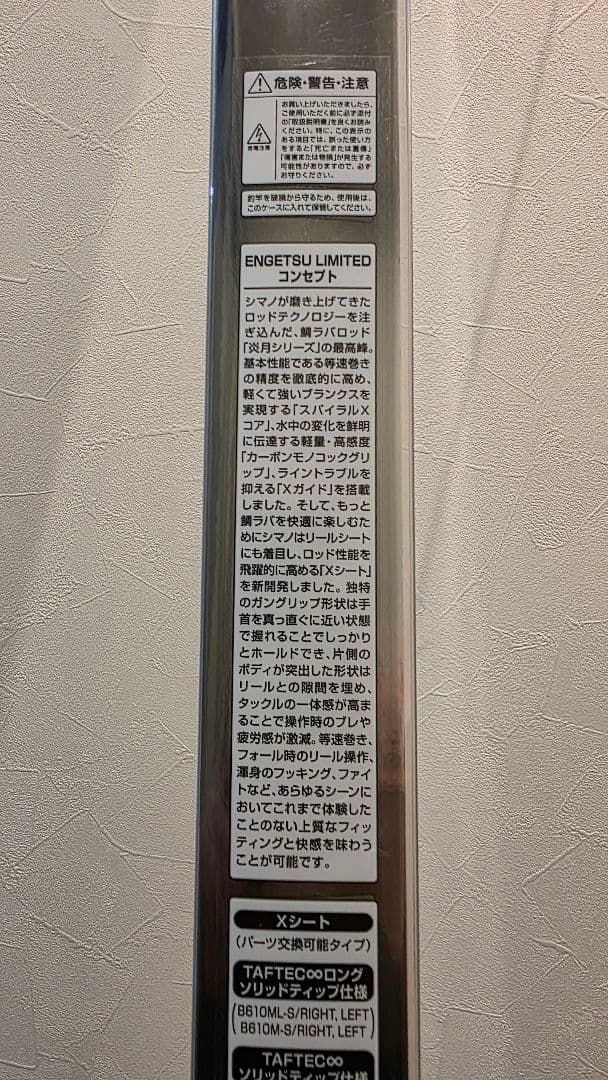 危険・警告・注意
お買い上げいただきましたら、
ご使用いただく前に必ず添付
の「取扱説明書」を良くお読み
ください。特に、この表示の
ある項目では、誤った使い方
をすると「死亡または重傷」
「傷害または物損」が発生する
可能性がありますので、必ず
お守りください。
感電注意
釣竿を破損から守るため、使用後は、
このケースに入れて保管してください。
ENGETSU LIMITED
コンセプト
シマノが磨き上げてきた
ロッドテクノロジーを注
ぎ込んだ、鯛ラバロッド
「炎月シリーズ」の最高峰。
基本性能である等速巻き
の精度を徹底的に高め、
軽くて強いブランクスを
実現する「スパイラルX
コア」、水中の変化を鮮明
に伝達する軽量・高感度
「カーボンモノコックグリ
ップ」、ライントラブルを
抑える「Xガイド」を搭載
しました。そして、もっと
鯛ラバを快適に楽しむた
めにシマノはリールシート
にも着目し、ロッド性能を
飛躍的に高める「Xシート」
を新開発しました。独特
のガングリップ形状は手
首を真っ直ぐに近い状態
で握れることでしっかり
とホールドでき、片側の
ボディが突出した形状は
リールとの隙間を埋め、
タックルの一体感が高ま
ることで操作時のブレや
疲労感が激減。等速巻き、
フォール時のリール操作、
渾身のフッキング、ファイ
トなど、あらゆるシーンに
おいてこれまで体験した
ことのない上質なフィッ
ティングと快感を味わう
ことが可能です。
Xシート
(パーツ交換可能タイプ)
TAFTEC∞ロング
ソリッドティップ仕様
(B610ML-S/RIGHT, LEFT
B610M-S/RIGHT, LEFT)
TAFTEC∞
ソリッドティップ仕様